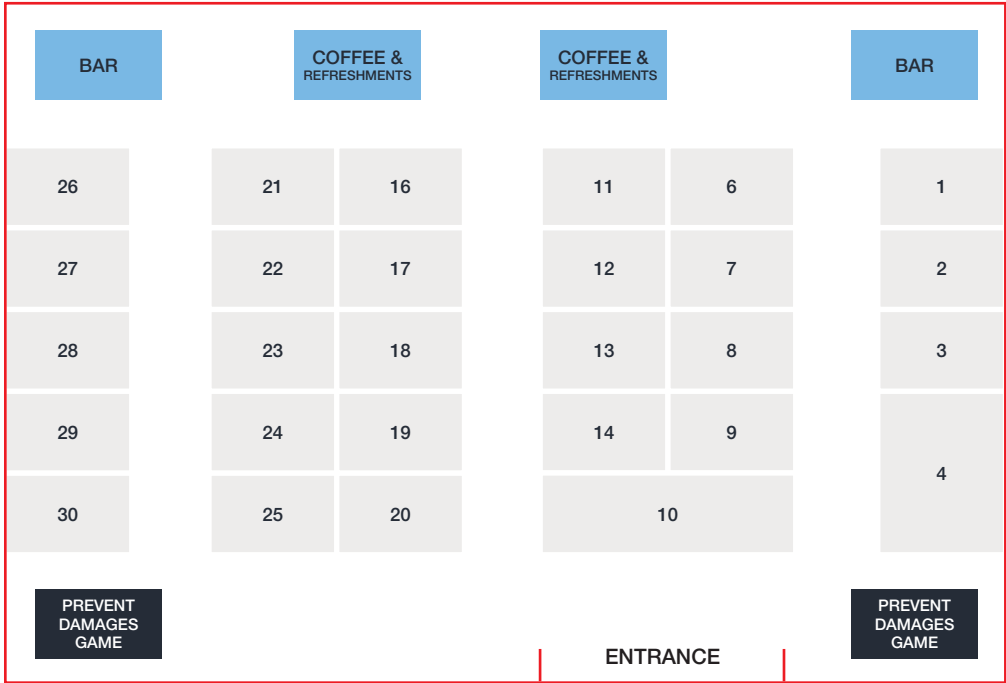 BAR
COFFEE &
REFRESHMENTS
COFFEE &
REFRESHMENTS
BAR
26 21 16 11 6 1
27 22 17 12 7 2
28 23 18 13 8 3
29 24 19 14 9
4
30 25 20 10
PREVENT
DAMAGES
GAME
ENTRANCE
PREVENT
DAMAGES
GAME